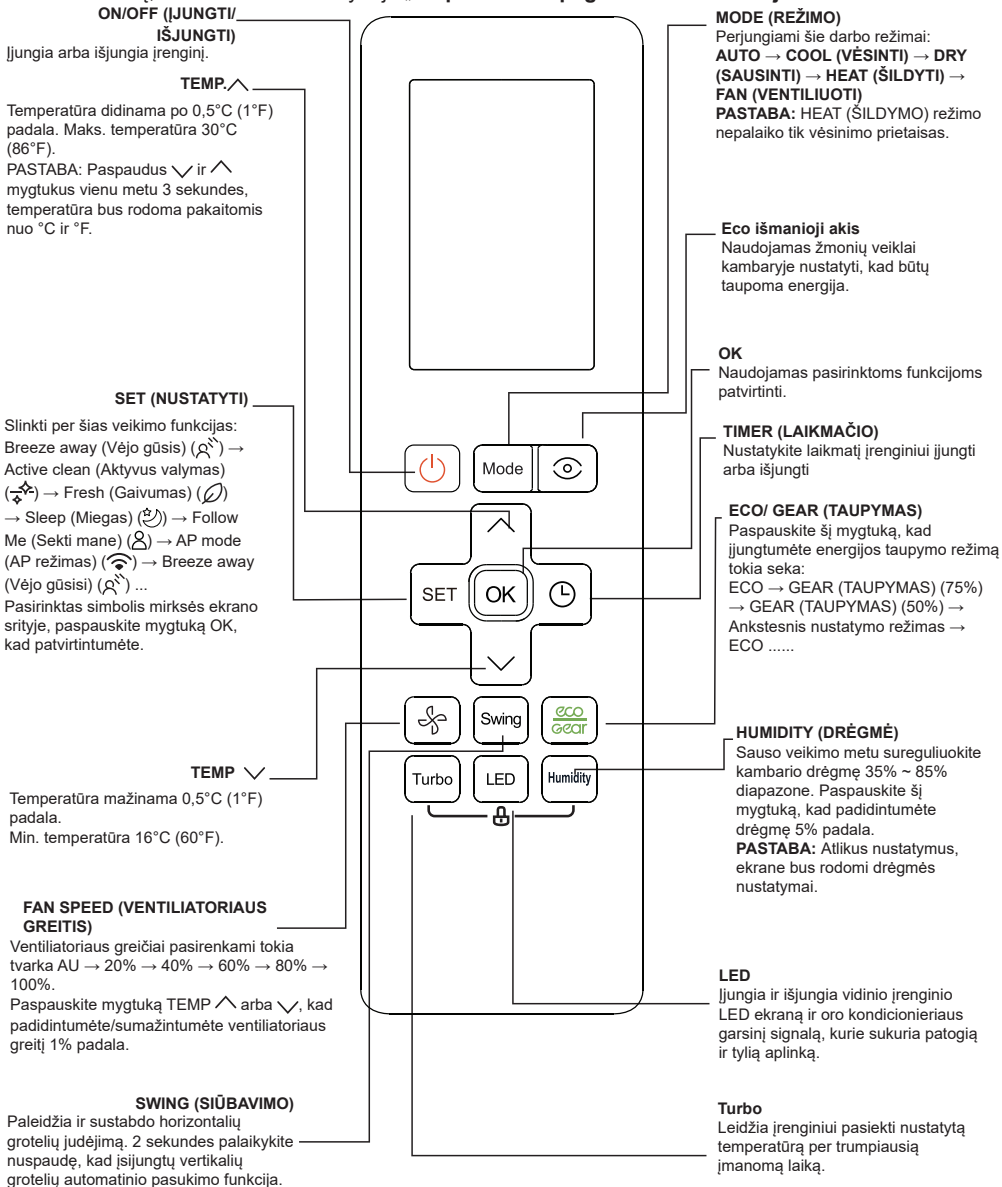 ON/OFF (ĮJUNGTI/
IŠJUNGTI)
Įjungia arba išjungia įrenginį.
TEMP.
Temperatūra didinama po 0,5°C (1°F)
padala. Maks. temperatūra 30°C
(86°F).
PASTABA: Paspaudus ir
mygtukus vienu metu 3 sekundes,
temperatūra bus rodoma pakaitomis
nuo °C ir °F.
SET (NUSTATYTI)
Slinkti per šias veikimo funkcijas:
Breeze away (Vėjo gūsis) ( ) →
Active clean (Aktyvus valymas)
( ) → Fresh (Gaivumas) ( )
→ Sleep (Miegas) ( ) → Follow
Me (Sekti mane) ( ) → AP mode
(AP režimas) ( ) → Breeze away
(Vėjo gūsisi) ( ) ...
Pasirinktas simbolis mirksės ekrano
srityje, paspauskite mygtuką OK,
kad patvirtintumėte.
TEMP
Temperatūra mažinama 0,5°C (1°F)
padala.
Min. temperatūra 16°C (60°F).
FAN SPEED (VENTILIATORIAUS
GREITIS)
Ventiliatoriaus greičiai pasirenkami tokia
tvarka AU → 20% → 40% → 60% → 80% →
100%.
Paspauskite mygtuką TEMP arba , kad
padidintumėte/sumažintumėte ventiliatoriaus
greitį 1% padala.
SWING (SIŪBAVIMO)
Paleidžia ir sustabdo horizontalių
grotelių judėjimą. 2 sekundes palaikykite
nuspaudę, kad įsijungtų vertikalių
grotelių automatinio pasukimo funkcija.
Mode
SET
OK
Swing
eco
Gear
Turbo
LED
Humidity
MODE (REŽIMO)
Perjungiami šie darbo režimai:
AUTO → COOL (VĖSINTI) → DRY
(SAUSINTI) → HEAT (ŠILDYTI) →
FAN (VENTILIUOTI)
PASTABA: HEAT (ŠILDYMO) režimo
nepalaiko tik vėsinimo prietaisas.
Eco išmanioji akis
Naudojamas žmonių veiklai
kambaryje nustatyti, kad būtų
taupoma energija.
OK
Naudojamas pasirinktoms funkcijoms
patvirtinti.
TIMER (LAIKMAČIO)
Nustatykite laikmatį įrenginiui įjungti
arba išjungti
ECO/ GEAR (TAUPYMAS)
Paspauskite šį mygtuką, kad
įjungtumėte energijos taupymo režimą
tokia seka:
ECO → GEAR (TAUPYMAS) (75%)
→ GEAR (TAUPYMAS) (50%) →
Ankstesnis nustatymo režimas →
ECO ......
HUMIDITY (DRĖGMĖ)
Sauso veikimo metu sureguliuokite
kambario drėgmę 35% ~ 85%
diapazone. Paspauskite šį
mygtuką, kad padidintumėte
drėgmę 5% padala.
PASTABA: Atlikus nustatymus,
ekrane bus rodomi drėgmės
nustatymai.
LED
Įjungia ir išjungia vidinio įrenginio
LED ekraną ir oro kondicionieriaus
garsinį signalą, kurie sukuria patogią
ir tylią aplinką.
Turbo
Leidžia įrenginiui pasiekti nustatytą
temperatūrą per trumpiausią
įmanomą laiką.